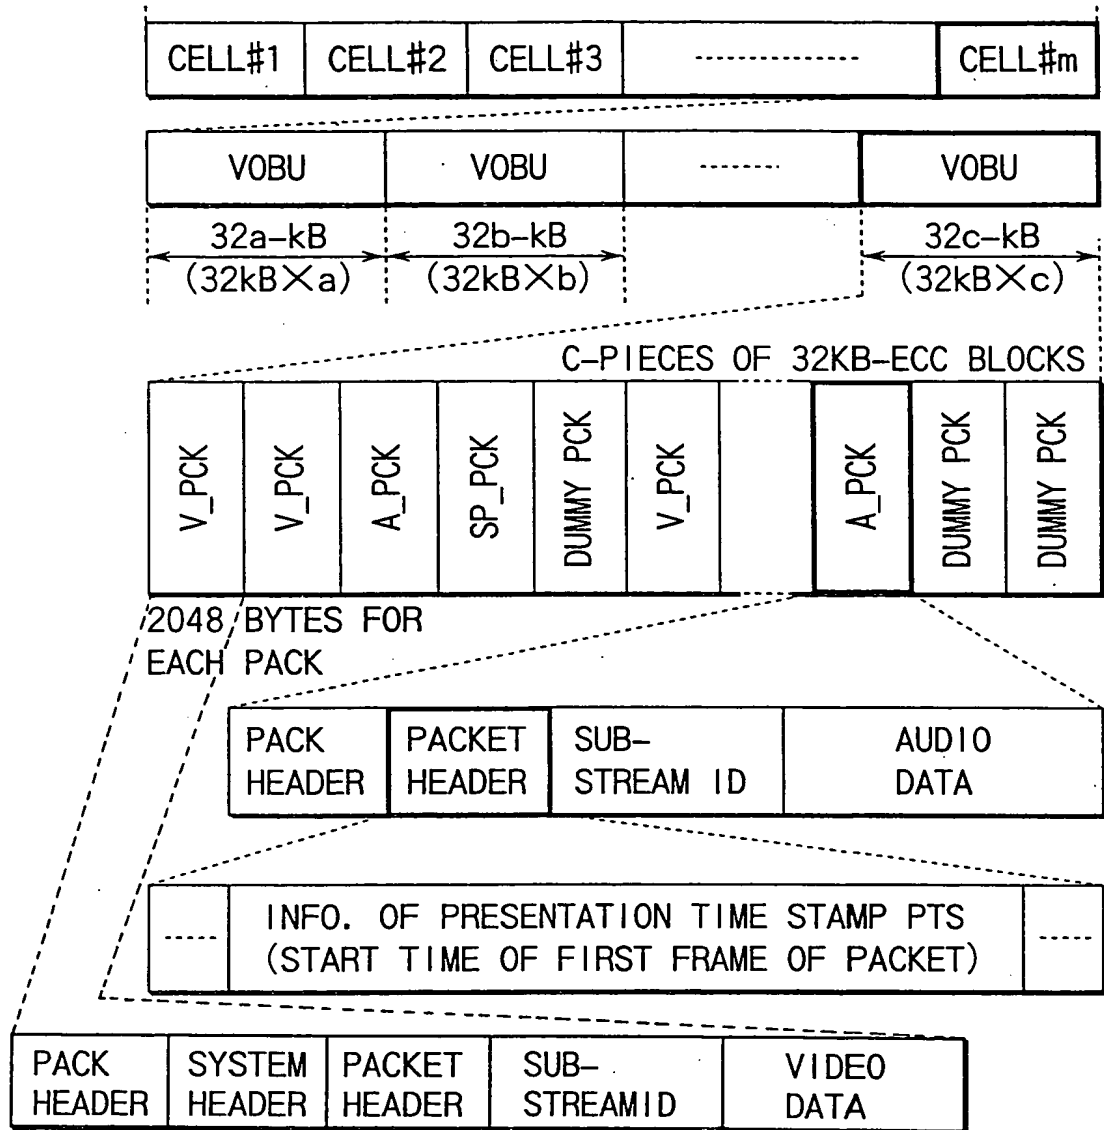 CELL#1 CELL#2 CELL#3 CELL#m
VOBU VOBU VOBU
32a-kB 32b-kB 32c-kB
(32kB×a) (32kB×b) (32kB×c)
C-PIECES OF 32KB-ECC BLOCKS
V_PCK
V_PCK
A_PCK
SP_PCK
DUMMY PCK
V_PCK
A_PCK
DUMMY PCK
DUMMY PCK
2048 BYTES FOR
EACH PACK
PACK
HEADER
PACKET
HEADER
SUB-
STREAM ID
AUDIO
DATA
INFO. OF PRESENTATION TIME STAMP PTS
(START TIME OF FIRST FRAME OF PACKET)
PACK
HEADER
SYSTEM
HEADER
PACKET
HEADER
SUB-
STREAMID
VIDEO
DATA